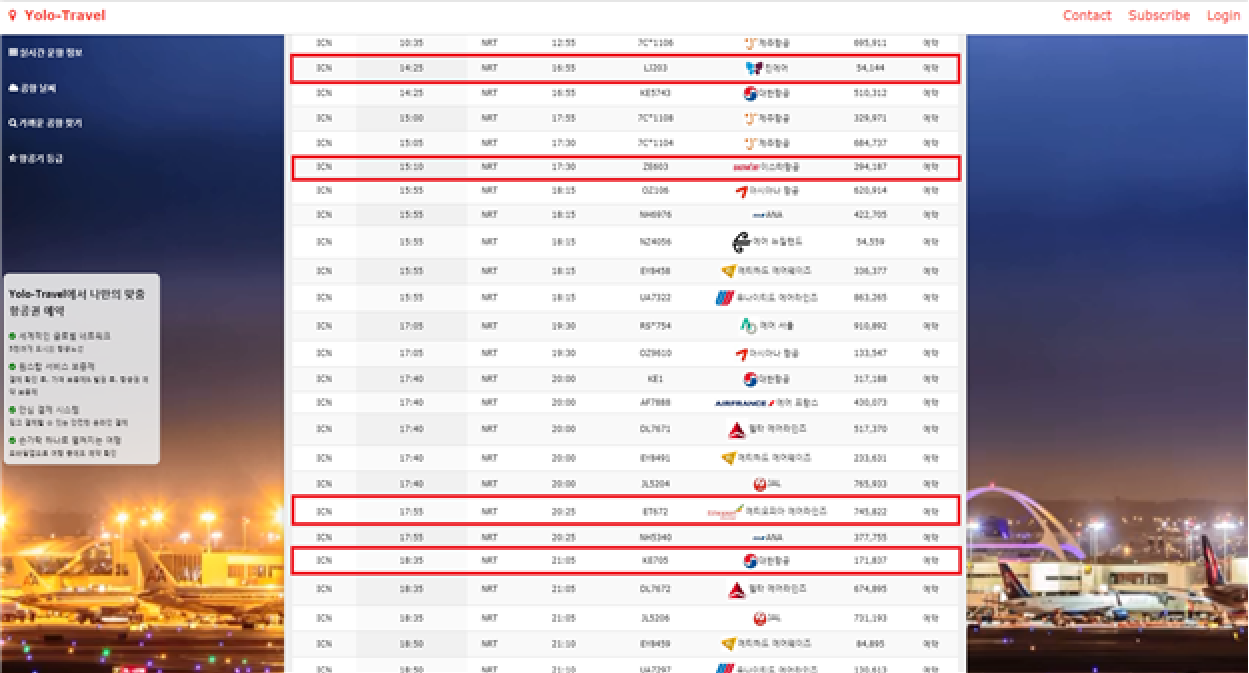 Yolo-Travel
Contact Subscribe Login
실시간 운항 정보
공항 날씨
가까운 공항 찾기
항공기 등급
Yolo-Travel에서 나만의 맞춤
항공권 예약
세계적인 글로벌 네트워크
원스탑 서비스 보증제
안심 결제 시스템
믿고 결제할 수 있는 안전한 온라인 결제
손가락 하나로 펼쳐지는 여행
ICN 10:35 NRT 12:55 7C*1106 제주항공 695,911 예약
ICN 14:25 NRT 16:55 LJ203 진에어 54,144 예약
ICN 14:25 NRT 16:55 KE5743 대한항공 510,312 예약
ICN 15:00 NRT 17:55 7C*1108 제주항공 329,971 예약
ICN 15:05 NRT 17:30 7C*1104 제주항공 684,737 예약
ICN 15:10 NRT 17:30 ZE603 이스타항공 294,187 예약
ICN 15:55 NRT 18:15 OZ106 아시아나 항공 620,914 예약
ICN 15:55 NRT 18:15 NH6976 ANA 422,705 예약
ICN 15:55 NRT 18:15 NZ4056 에어 뉴질랜드 54,559 예약
ICN 15:55 NRT 18:15 EY8458 에티하드 에어웨이즈 336,377 예약
ICN 15:55 NRT 18:15 UA7322 유나이티드 에어라인즈 863,265 예약
ICN 17:05 NRT 19:30 RS*754 에어 서울 910,892 예약
ICN 17:05 NRT 19:30 OZ9610 아시아나 항공 133,547 예약
ICN 17:40 NRT 20:00 KE1 대한항공 317,188 예약
ICN 17:40 NRT 20:00 AF7888 AIRFRANCE 에어 프랑스 430,073 예약
ICN 17:40 NRT 20:00 DL7671 델타 에어라인즈 517,370 예약
ICN 17:40 NRT 20:00 EY8491 에티하드 에어웨이즈 233,631 예약
ICN 17:40 NRT 20:00 JL5204 JAL 765,933 예약
ICN 17:55 NRT 20:25 ET672 에티오피아 에어라인즈 745,822 예약
ICN 17:55 NRT 20:25 NH5340 ANA 377,755 예약
ICN 18:35 NRT 21:05 KE705 대한항공 171,837 예약
ICN 18:35 NRT 21:05 DL7672 델타 에어라인즈 674,895 예약
ICN 18:35 NRT 21:05 JL5206 JAL 731,193 예약
ICN 18:50 NRT 21:10 EY8459 에티하드 에어웨이즈 84,895 예약
ICN 18:50 NRT 21:10 UA7297 유나이티드 에어라인즈 130,613 예약